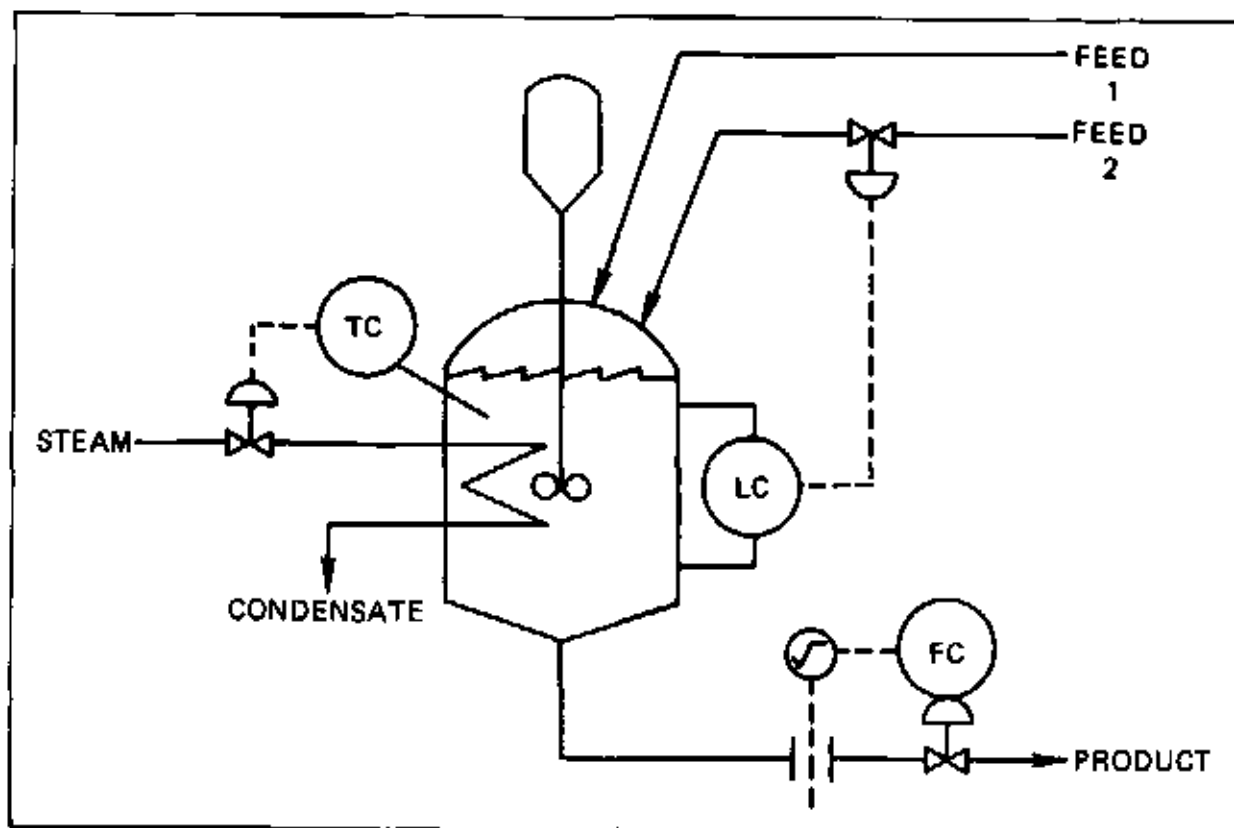 FEED
1
FEED
2
TC
STEAM
LC
CONDENSATE
FC
PRODUCT